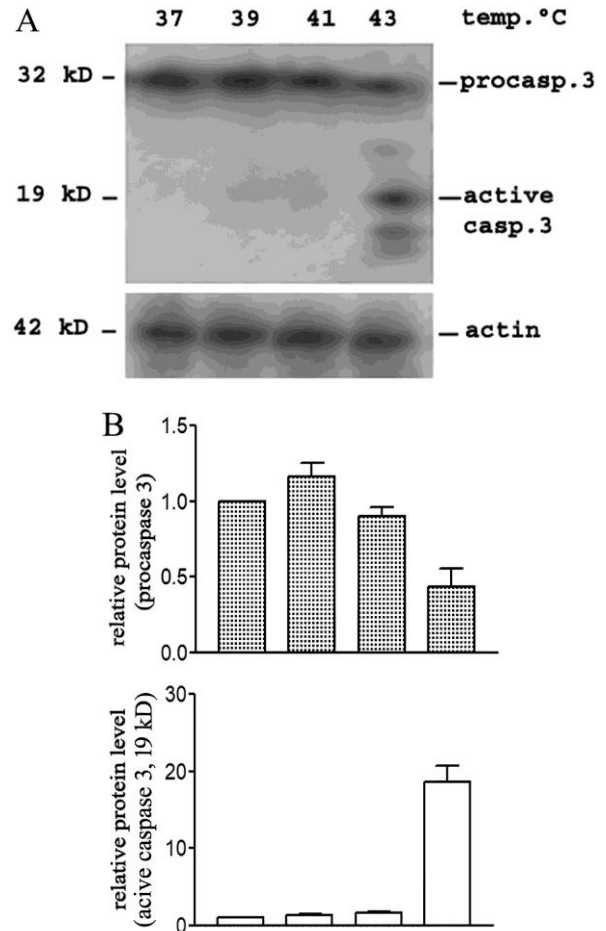 A 37 39 41 43 temp.°C
32 kD procasp.3
19 kD active
casp.3
42 kD actin
B
1.5
1.0
0.5
0.0
relative protein level
(procaspase 3)
30
20
10
0
relative protein level
(acive caspase 3, 19 kD)